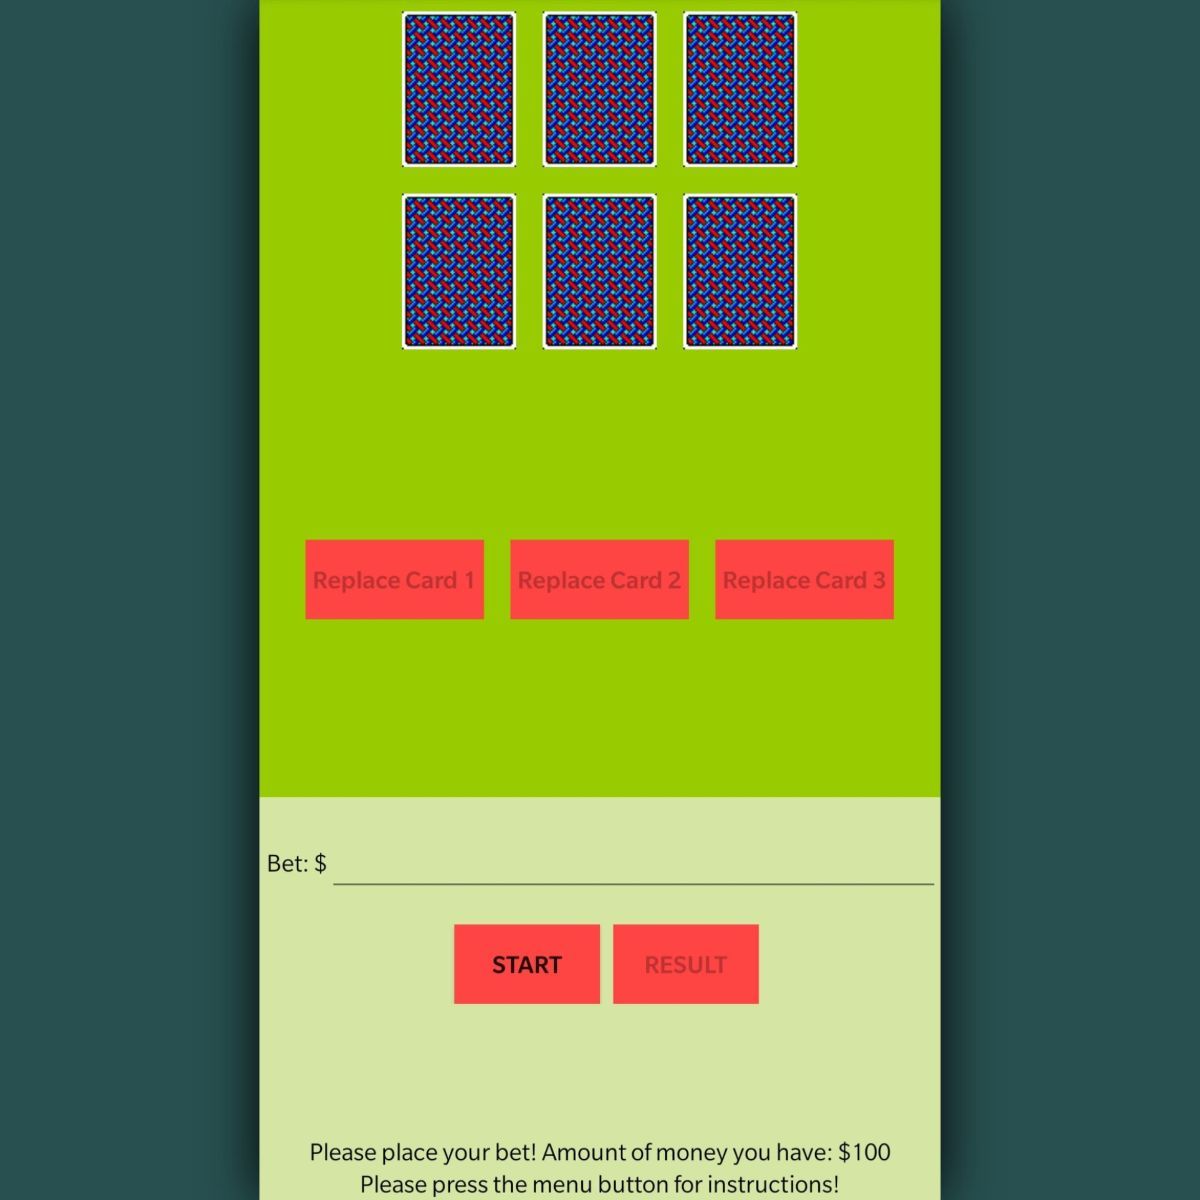 Replace Card 1 Replace Card 2 Replace Card 3
Bet: $
START RESULT
Please place your bet! Amount of money you have: $100
Please press the menu button for instructions!